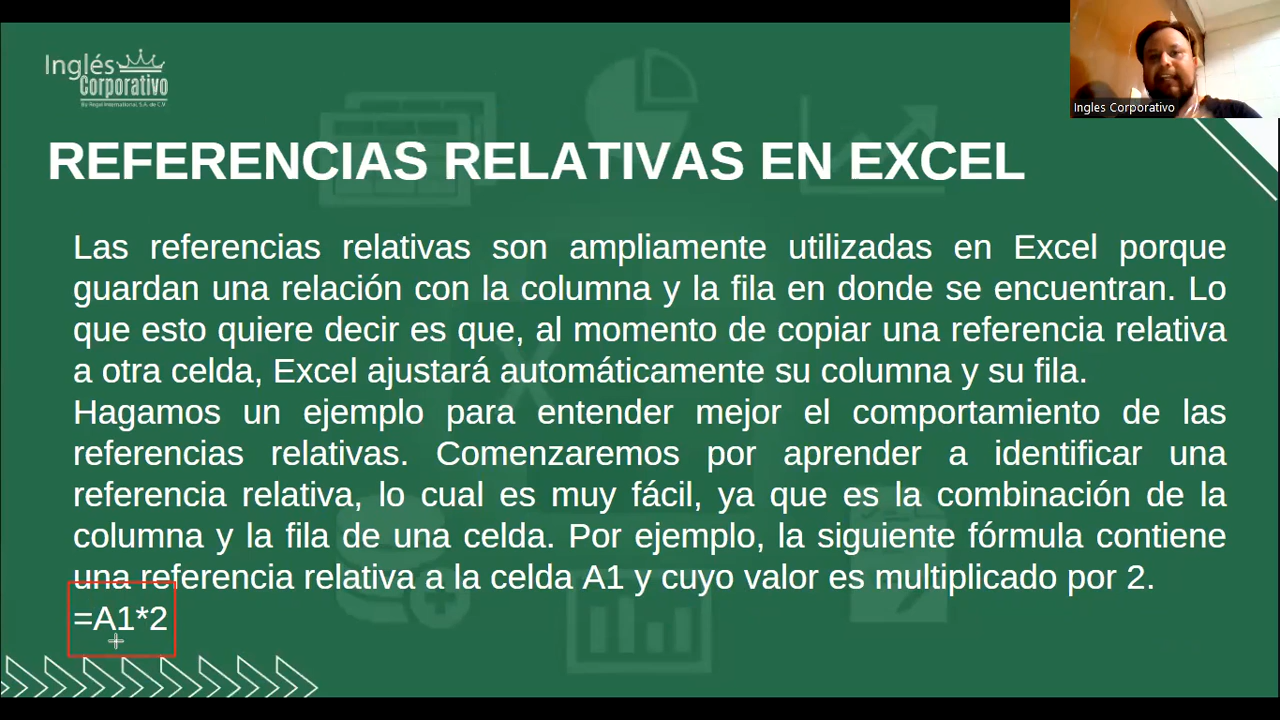 Inglés
Corporativo
By Regal International S.A. de C.V
Ingles Corporativo
REFERENCIAS RELATIVAS EN EXCEL
Las referencias relativas son ampliamente utilizadas en Excel porque
guardan una relación con la columna y la fila en donde se encuentran. Lo
que esto quiere decir es que, al momento de copiar una referencia relativa
a otra celda, Excel ajustará automáticamente su columna y su fila.
Hagamos un ejemplo para entender mejor el comportamiento de las
referencias relativas. Comenzaremos por aprender a identificar una
referencia relativa, lo cual es muy fácil, ya que es la combinación de la
columna y la fila de una celda. Por ejemplo, la siguiente fórmula contiene
una referencia relativa a la celda A1 y cuyo valor es multiplicado por 2.
=A1*2